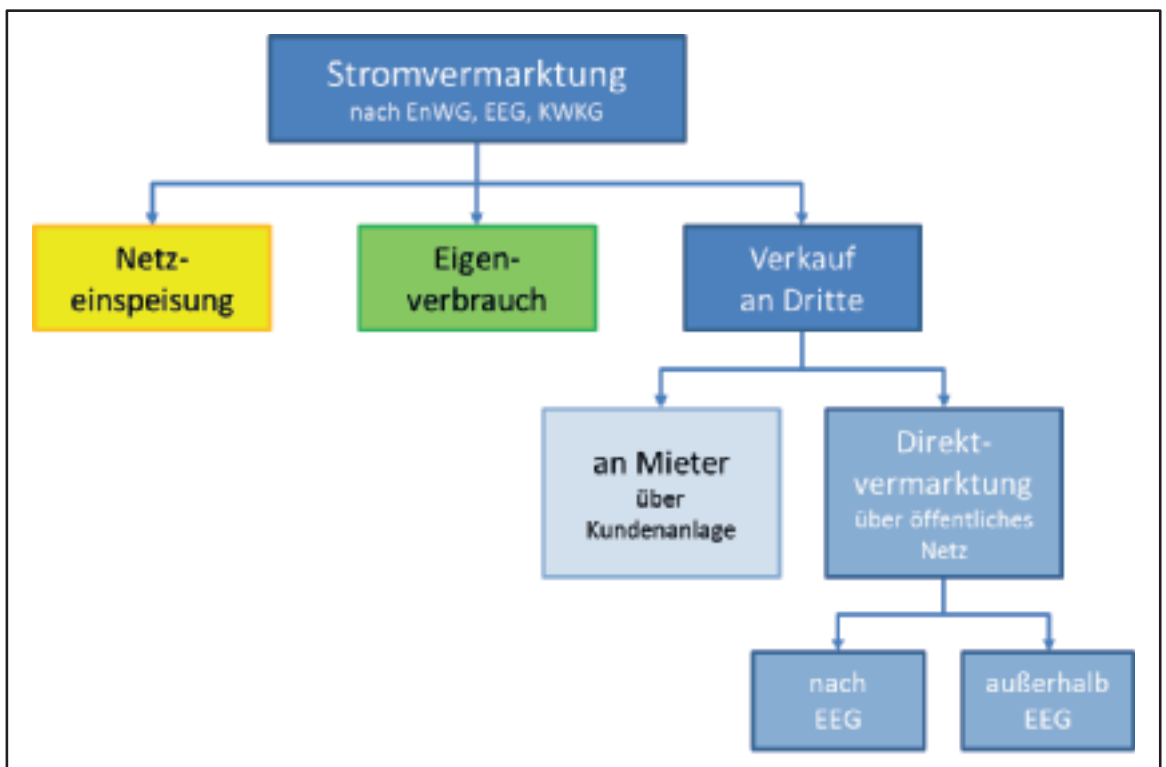 Stromvermarktung
nach EnWG, EEG, KWKG
Netz-
einspeisung
Eigen-
verbrauch
Verkauf
an Dritte
an Mieter
über
Kundenanlage
Direkt-
vermarktung
über öffentliches
Netz
nach
EEG
außerhalb
EEG